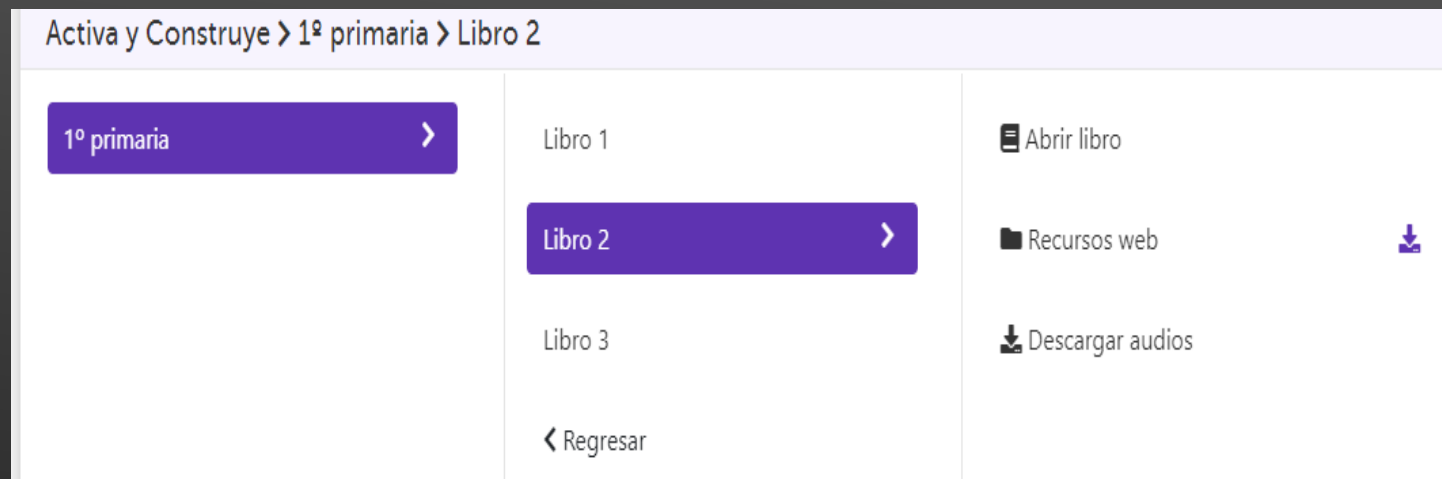 Activa y Construye > 1º primaria > Libro 2
1º primaria
Libro 1
Libro 2
Libro 3
Regresar
Abrir libro
Recursos web
Descargar audios